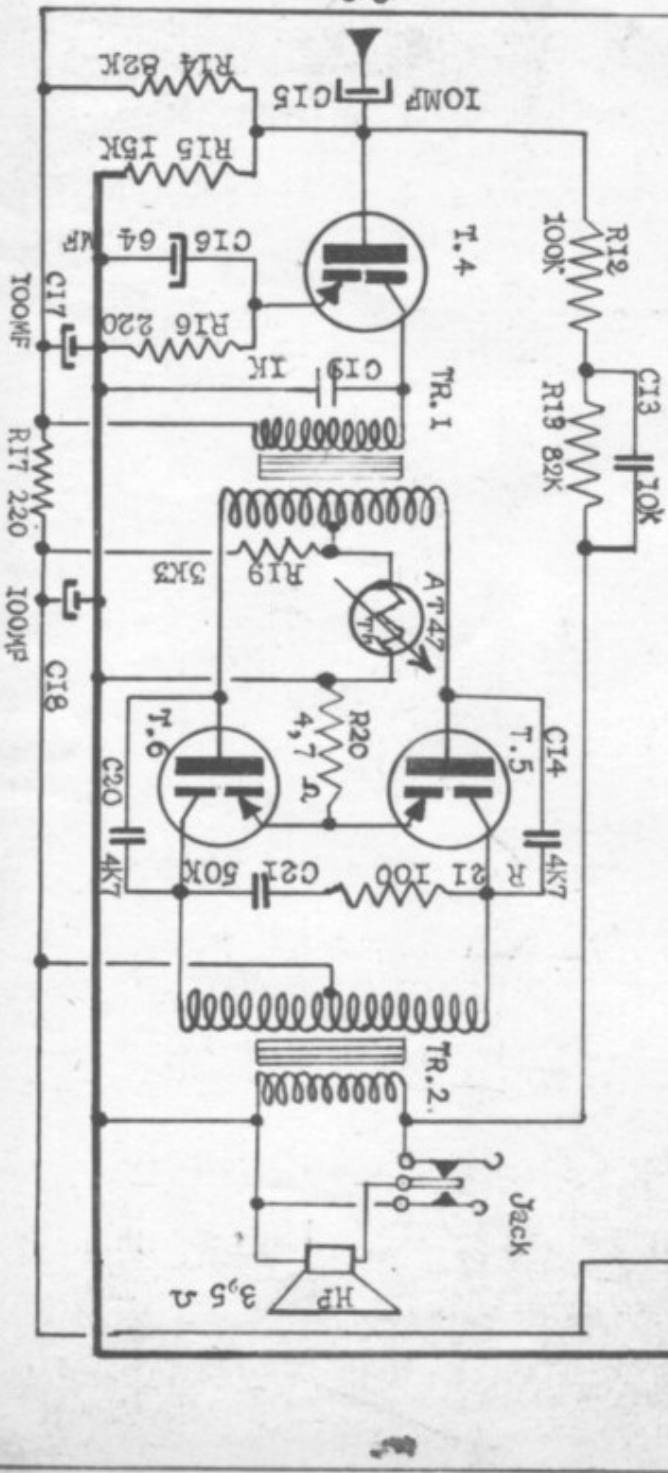 R14 82K
C15
10MF
R15 15K
R12
100K
T.4
C16 64 MF
C17
100MF
R16 220
C13
10K
R13 82K
C19 1K
TR.1
R17 220
R19 3K3
AT47
Th
C18
100MF
R20
4,7 Ω
T.6
T.5
C14
4K7
C20
4K7
50K C21
100
R 21
TR.2.
Jack
HP
3,5 Ω